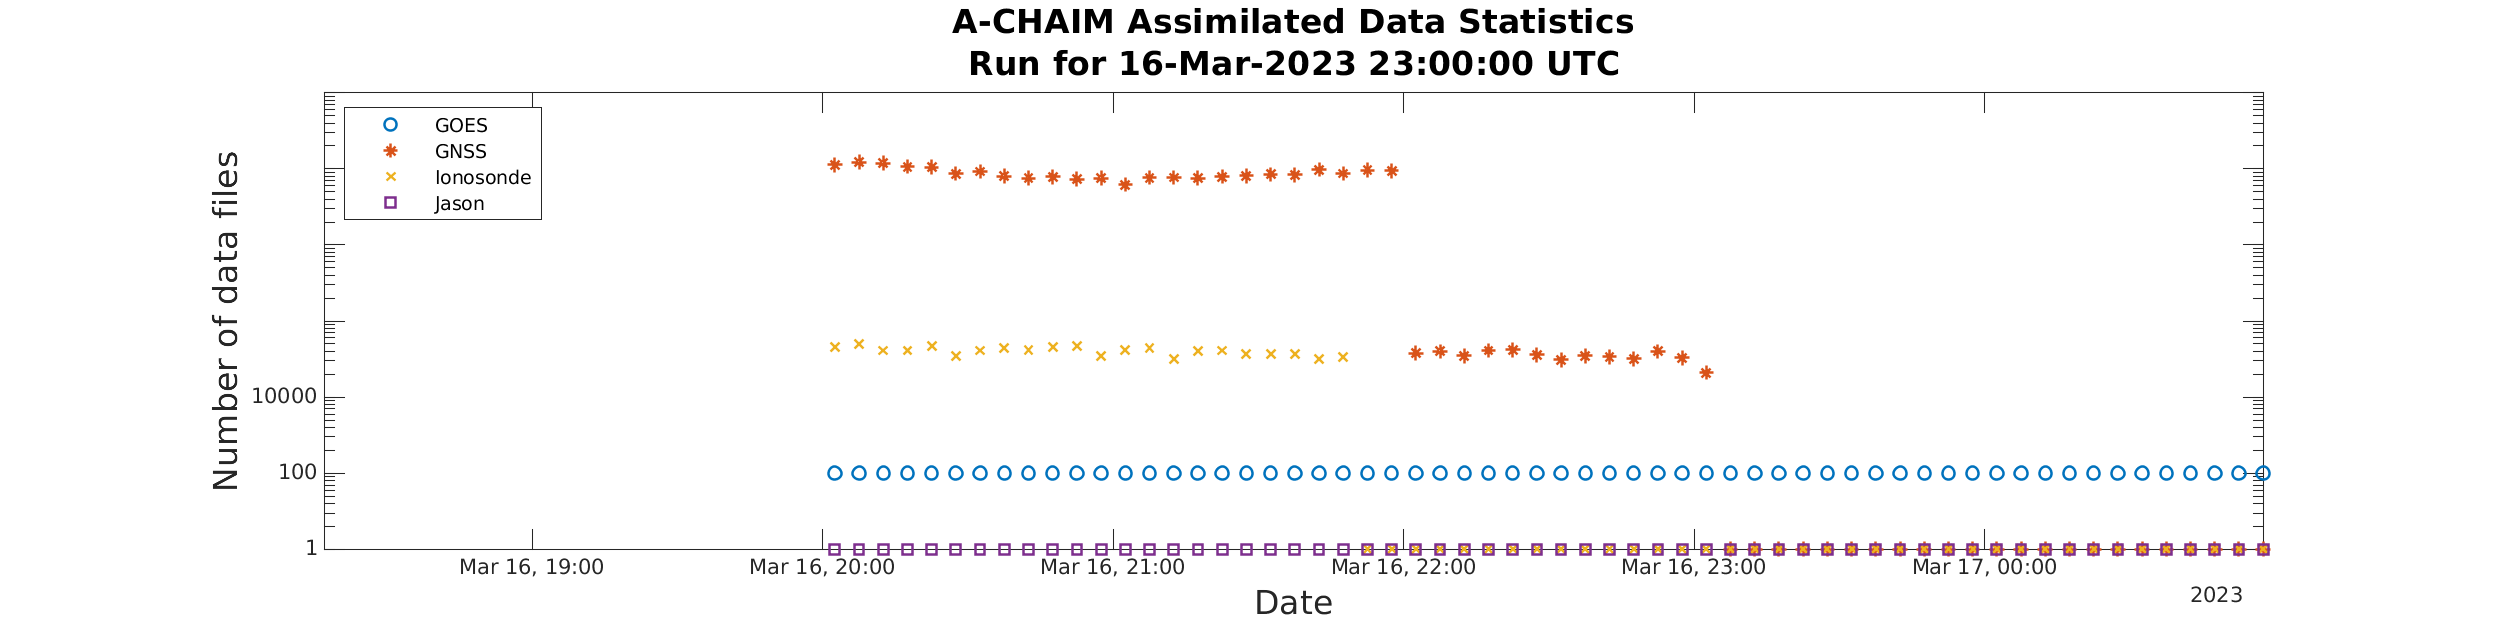 A-CHAIM Assimilated Data Statistics
Run for 16-Mar-2023 23:00:00 UTC
GOES
GNSS
Ionosonde
Jason
Number of data files
10000
100
1
Mar 16, 19:00
Mar 16, 20:00
Mar 16, 21:00
Mar 16, 22:00
Mar 16, 23:00
Mar 17, 00:00
2023
Date